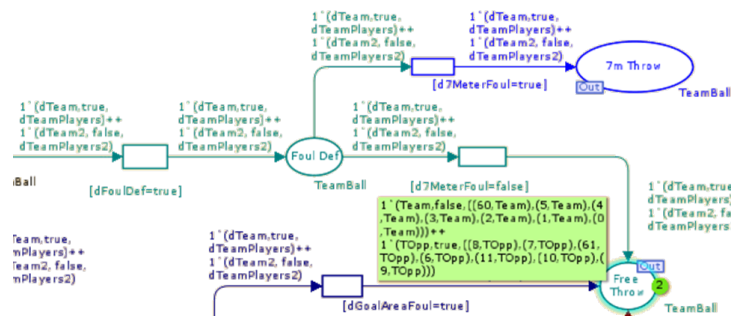 1`(dTeam,true,
dTeamPlayers)++
1`(dTeam2, false,
dTeamPlayers2)
1`(dTeam,true,
dTeamPlayers)++
1`(dTeam2, false,
dTeamPlayers2)
7m Throw
Out
TeamBall
[d7MeterFoul=true]
1`(dTeam,true,
dTeamPlayers)++
1`(dTeam2, false,
dTeamPlayers2)
1`(dTeam,true,
dTeamPlayers)++
1`(dTeam2, false,
dTeamPlayers2)
1`(dTeam,true,
dTeamPlayers)++
1`(dTeam2, false,
dTeamPlayers2)
Foul Def
TeamBall
[dFoulDef=true]
[d7MeterFoul=false]
1`(Team,false,((60,Team),(5,Team),(4
,Team),(3,Team),(2,Team),(1,Team),(0
,Team)))++
1`(TOpp,true,((8,TOpp),(7,TOpp),(61,
TOpp),(6,TOpp),(11,TOpp),(10,TOpp),(
9,TOpp)))
1`(dTeam,true,
dTeamPlayers)
1`(dTeam2, fa
dTeamPlayers
Team,true,
mPlayers)++
Team2, false,
mPlayers2)
1`(dTeam,true,
dTeamPlayers)++
1`(dTeam2, false,
dTeamPlayers2)
[dGoalAreaFoul=true]
Out
Free
Throw
2
TeamBall